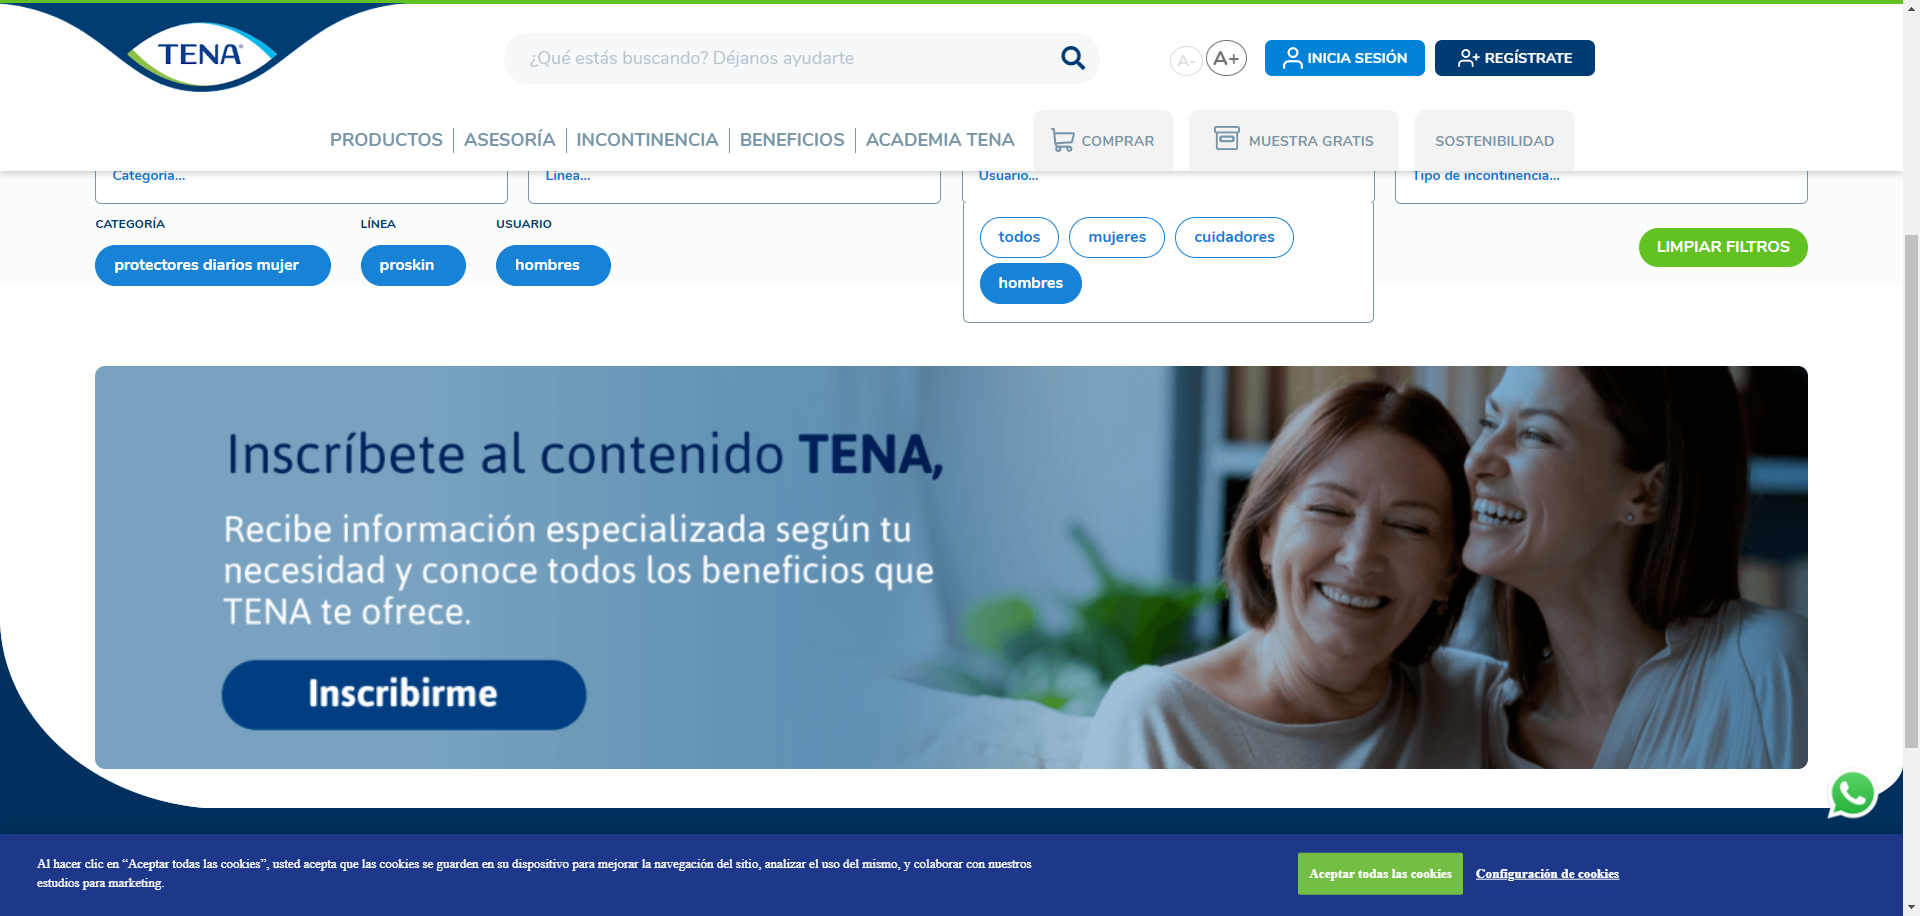 TENA
¿Qué estás buscando? Déjanos ayudarte
A-
A+
INICIA SESIÓN
REGÍSTRATE
PRODUCTOS
ASESORÍA
INCONTINENCIA
BENEFICIOS
ACADEMIA TENA
COMPRAR
MUESTRA GRATIS
SOSTENIBILIDAD
Categoría...
Línea...
Usuario...
Tipo de incontinencia...
CATEGORÍA
LÍNEA
USUARIO
protectores diarios mujer
proskin
hombres
todos
mujeres
cuidadores
hombres
LIMPIAR FILTROS
Inscríbete al contenido TENA,
Recibe información especializada según tu
necesidad y conoce todos los beneficios que
TENA te ofrece.
Inscribirme
Al hacer clic en “Aceptar todas las cookies”, usted acepta que las cookies se guarden en su dispositivo para mejorar la navegación del sitio, analizar el uso del mismo, y colaborar con nuestros
estudios para marketing.
Aceptar todas las cookies
Configuración de cookies